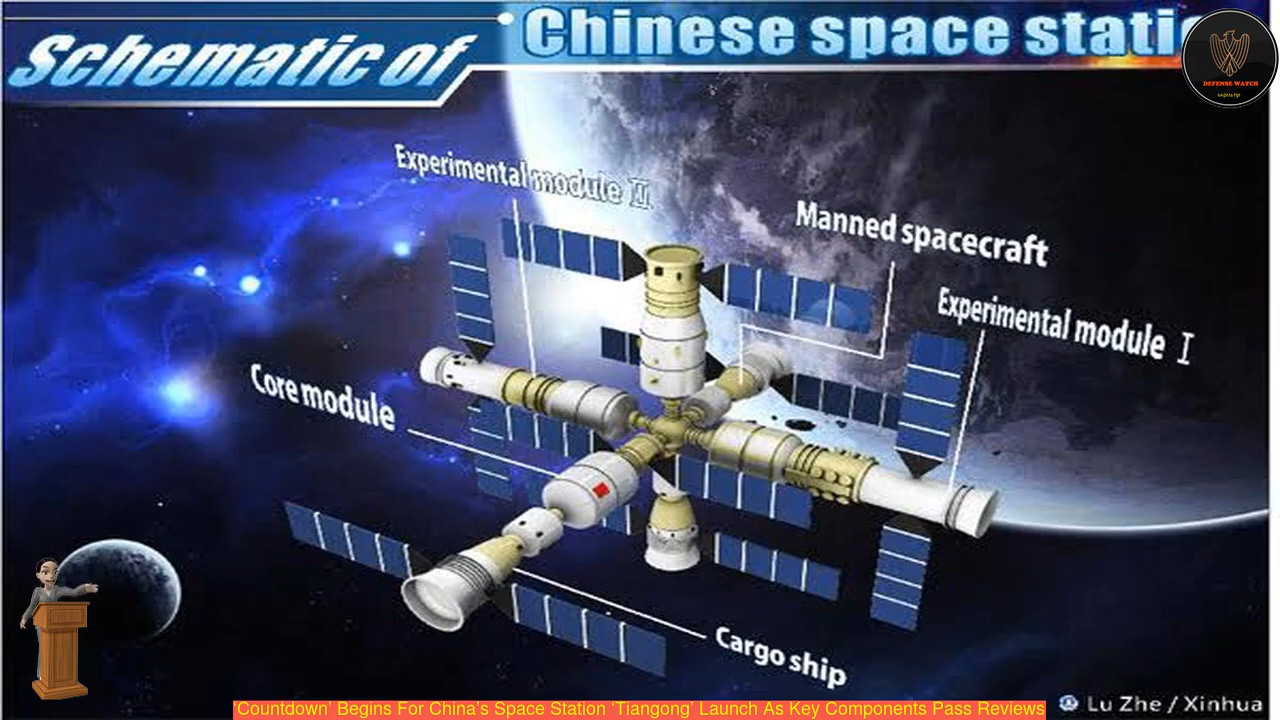 Schematic of
Chinese space statio
DEFENSE WATCH
Experimental module Ⅱ
Manned spacecraft
Experimental module Ⅰ
Core module
Cargo ship
Lu Zhe / Xinhua
‘Countdown’ Begins For China’s Space Station ‘Tiangong’ Launch As Key Components Pass Reviews